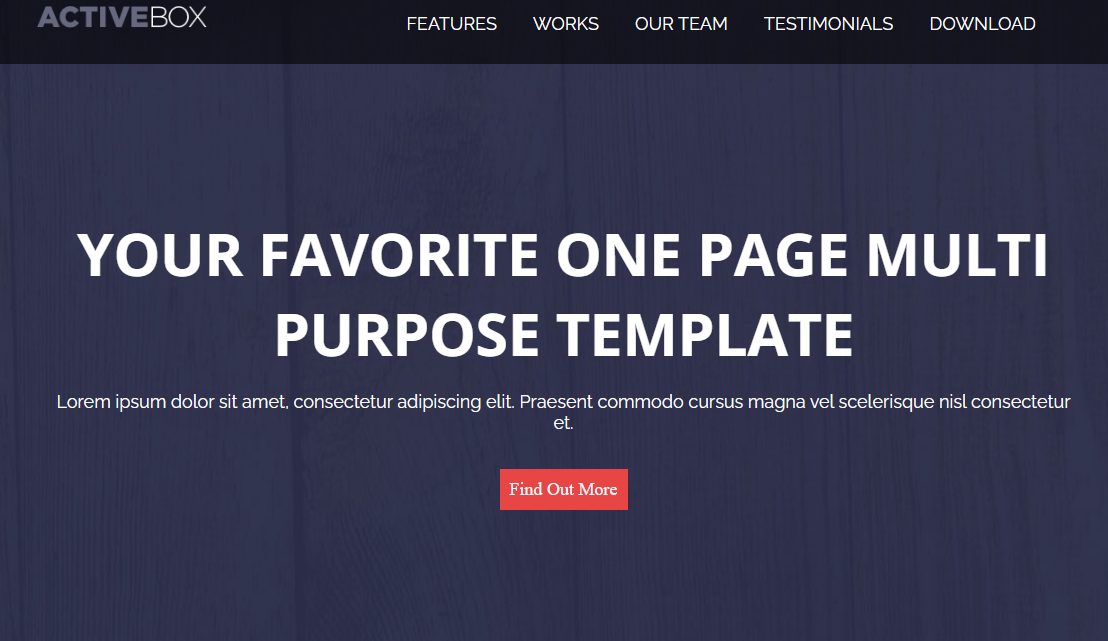 ACTIVEBOX FEATURES WORKS OUR TEAM TESTIMONIALS DOWNLOAD
YOUR FAVORITE ONE PAGE MULTI
PURPOSE TEMPLATE
Lorem ipsum dolor sit amet, consectetur adipiscing elit. Praesent commodo cursus magna vel scelerisque nisl consectetur
et.
Find Out More